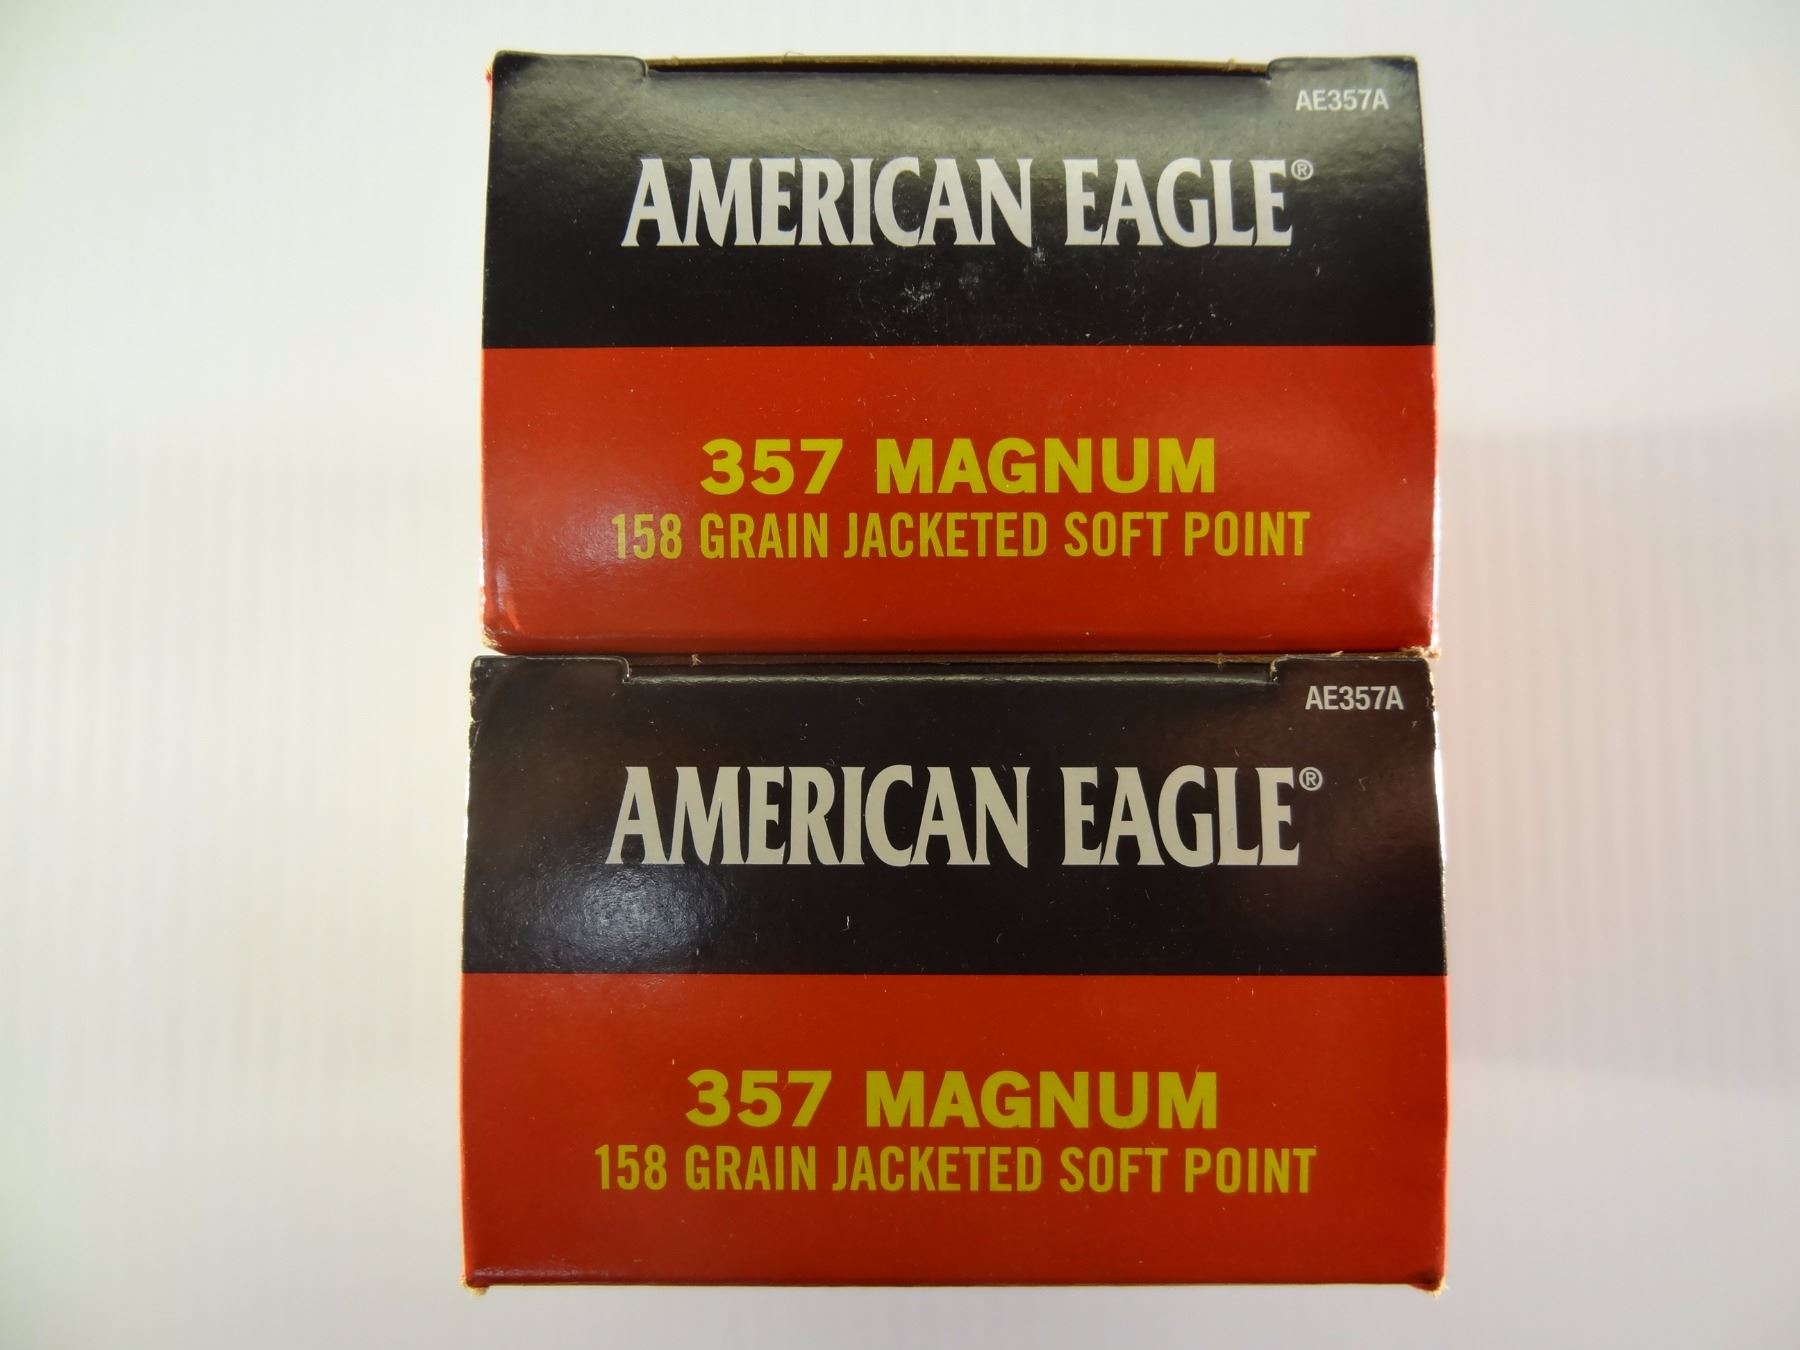 AE357A
AMERICAN EAGLE®
357 MAGNUM
158 GRAIN JACKETED SOFT POINT
AE357A
AMERICAN EAGLE®
357 MAGNUM
158 GRAIN JACKETED SOFT POINT